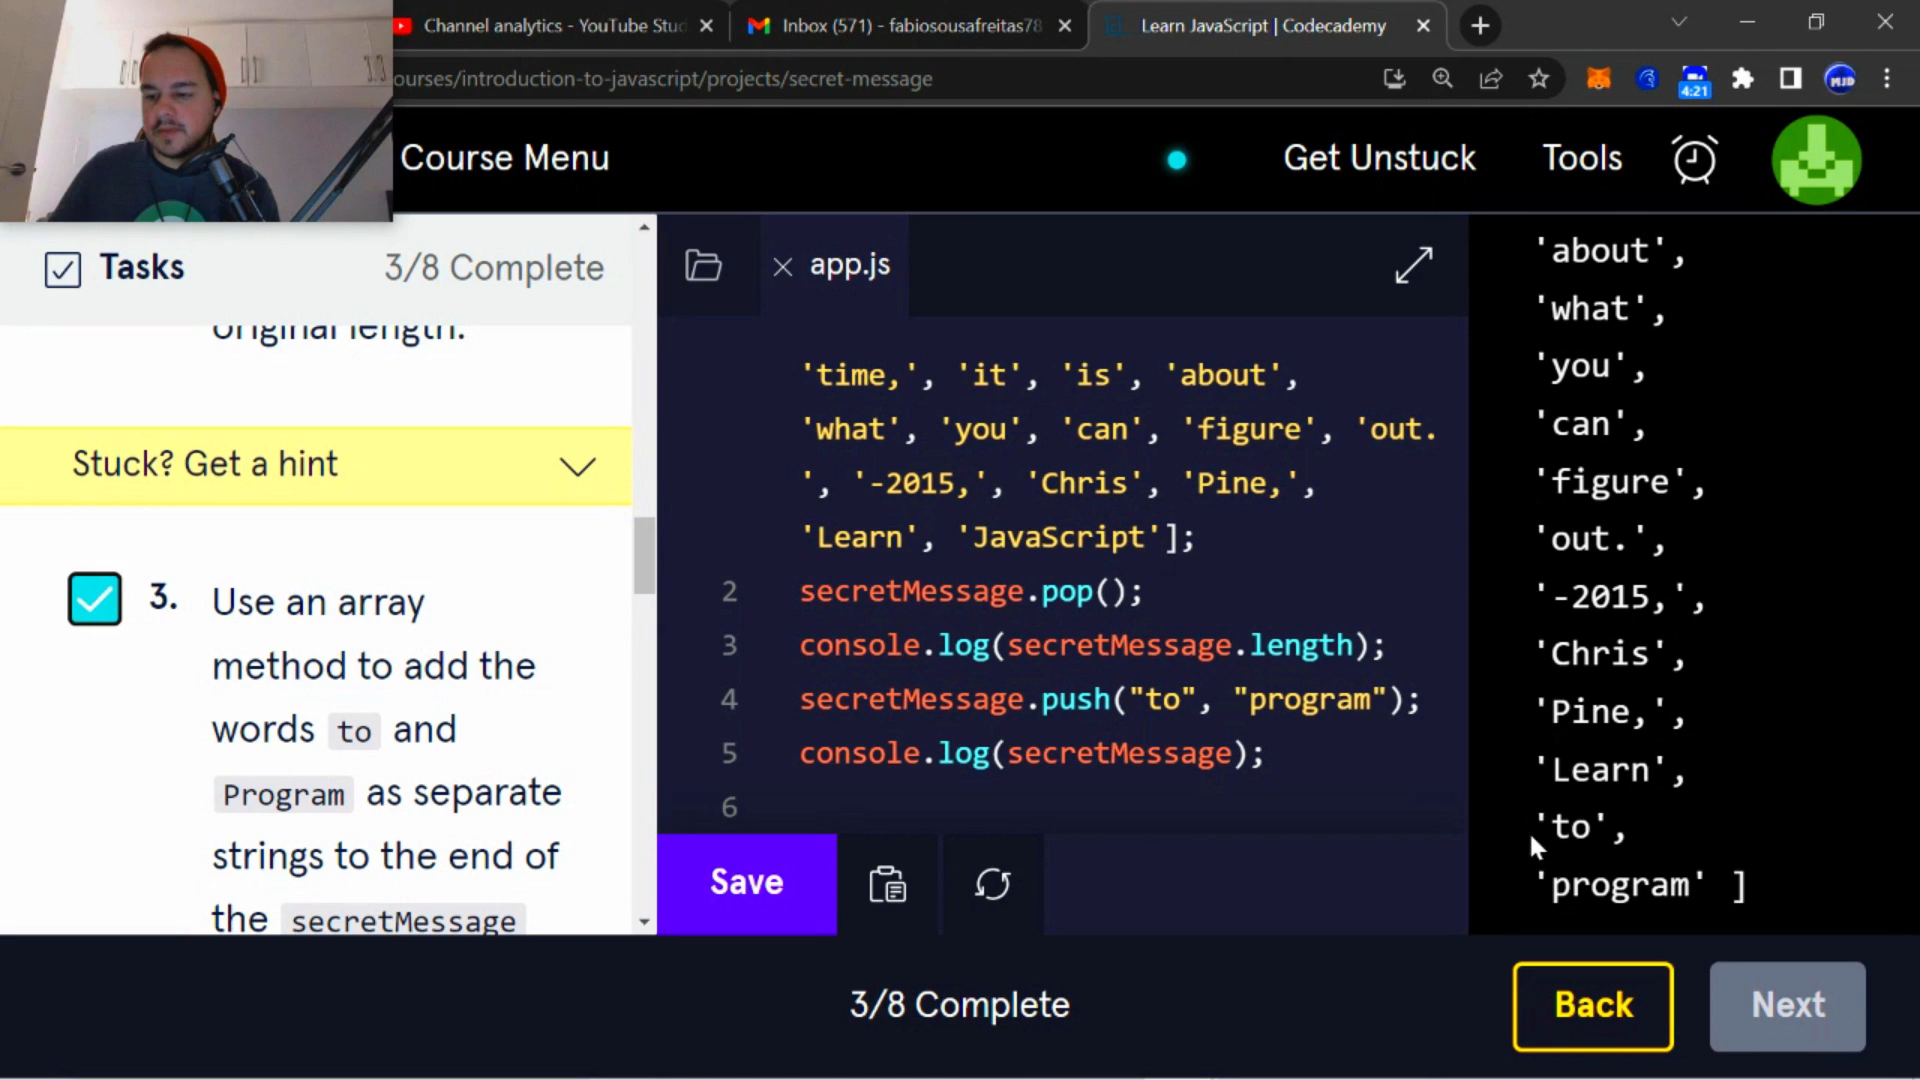 Channel analytics - YouTube Stud
Inbox (571) - fabiosousafreitas78
Learn JavaScript | Codecademy
ourses/introduction-to-javascript/projects/secret-message
4:21
MJD
Course Menu
Get Unstuck
Tools
Tasks
3/8 Complete
original length.
Stuck? Get a hint
3. Use an array
method to add the
words to and
Program as separate
strings to the end of
the secretMessage
app.js
'time,', 'it', 'is', 'about',
'what', 'you', 'can', 'figure', 'out.
', '-2015,', 'Chris', 'Pine,',
'Learn', 'JavaScript'];
2 secretMessage.pop();
3 console.log(secretMessage.length);
4 secretMessage.push("to", "program");
5 console.log(secretMessage);
6
Save
'about',
'what',
'you',
'can',
'figure',
'out.',
'-2015,',
'Chris',
'Pine,',
'Learn',
'to',
'program' ]
3/8 Complete
Back
Next